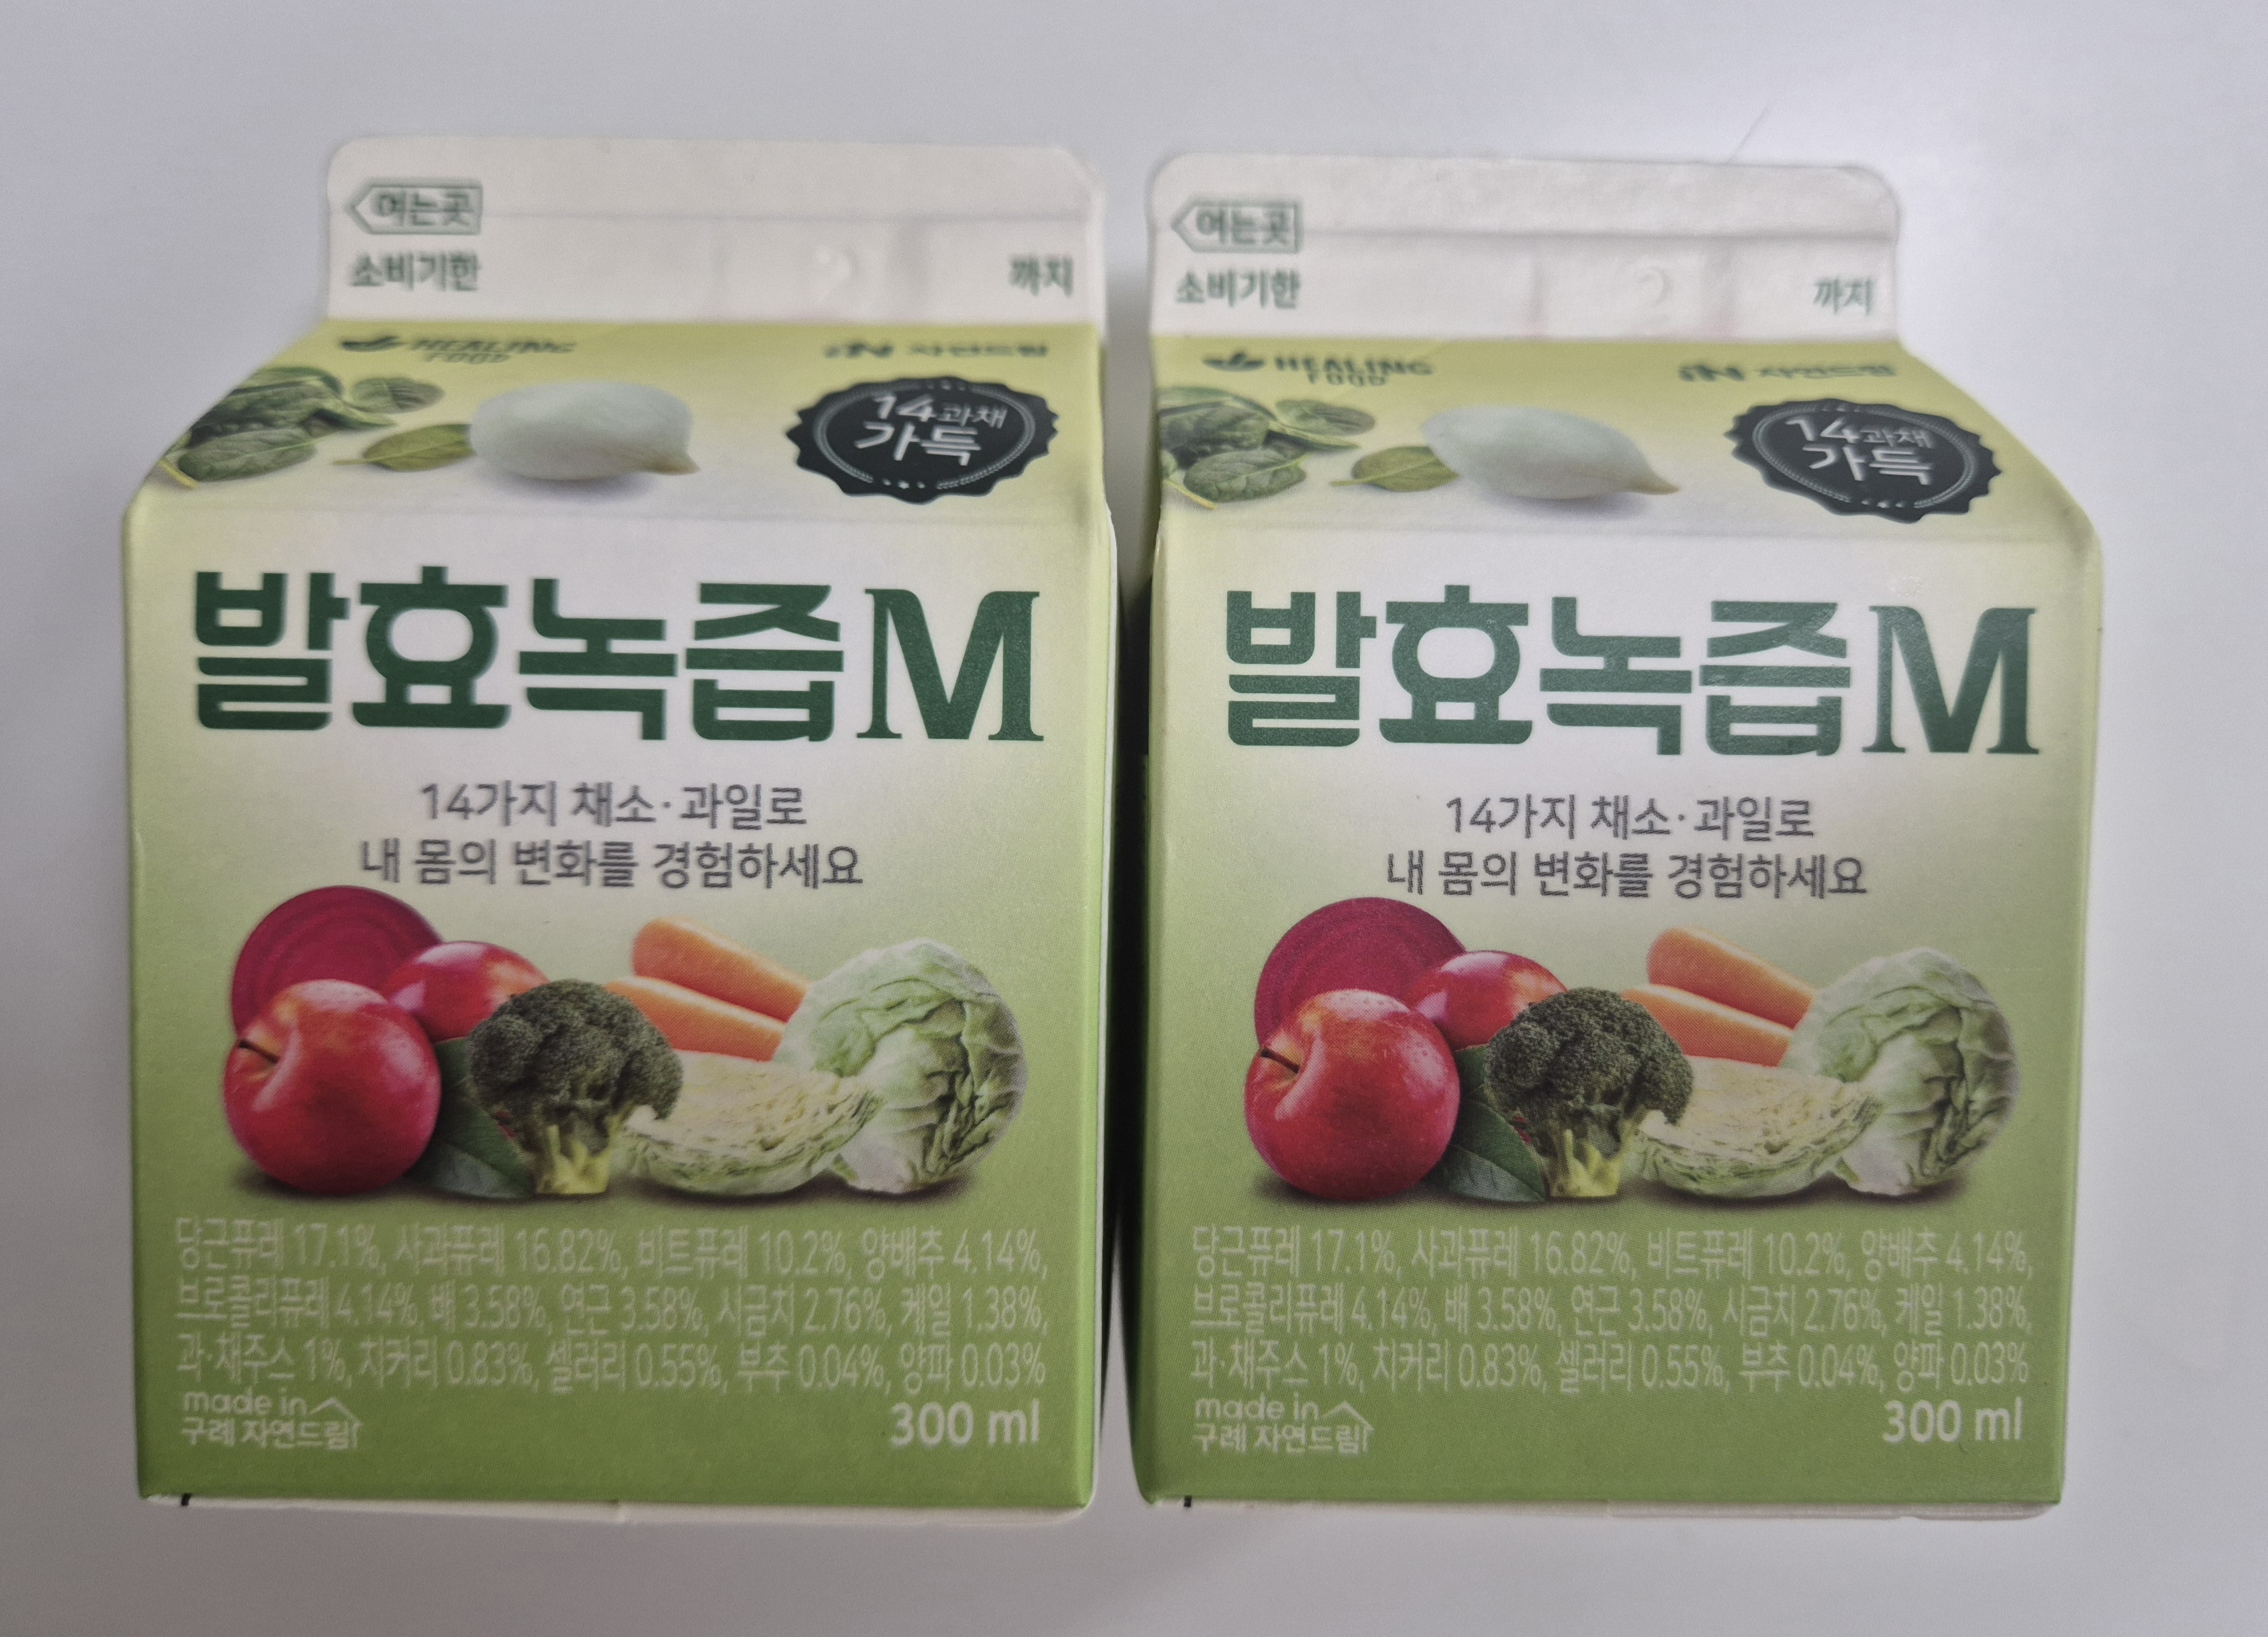 여는곳
소비기한 까지
HEALING
FOOD
iN 자연드림
14과채
가득
발효녹즙M
14가지 채소·과일로
내 몸의 변화를 경험하세요
당근퓨레 17.1%, 사과퓨레 16.82%, 비트퓨레 10.2%, 양배추 4.14%,
브로콜리퓨레 4.14%, 배 3.58%, 연근 3.58%, 시금치 2.76%, 케일 1.38%,
과·채주스 1%, 치커리 0.83%, 셀러리 0.55%, 부추 0.04%, 양파 0.03%
made in
구례 자연드림
300 ml
여는곳
소비기한 까지
HEALING
FOOD
iN 자연드림
14과채
가득
발효녹즙M
14가지 채소·과일로
내 몸의 변화를 경험하세요
당근퓨레 17.1%, 사과퓨레 16.82%, 비트퓨레 10.2%, 양배추 4.14%,
브로콜리퓨레 4.14%, 배 3.58%, 연근 3.58%, 시금치 2.76%, 케일 1.38%,
과·채주스 1%, 치커리 0.83%, 셀러리 0.55%, 부추 0.04%, 양파 0.03%
made in
구례 자연드림
300 ml